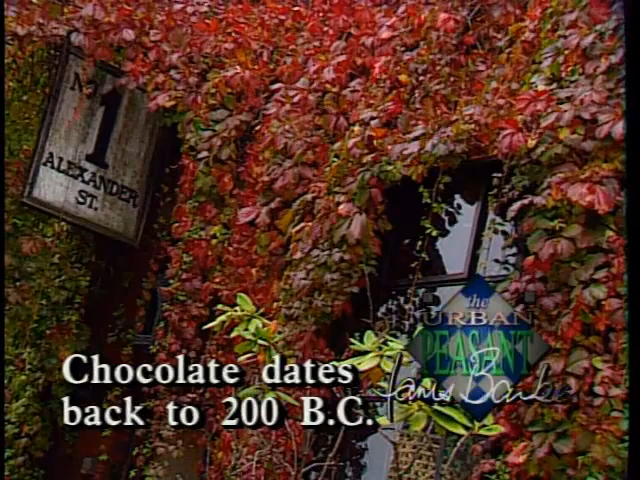 No 1
ALEXANDER
ST.
the
URBAN
PEASANT
James Barber
Chocolate dates
back to 200 B.C.